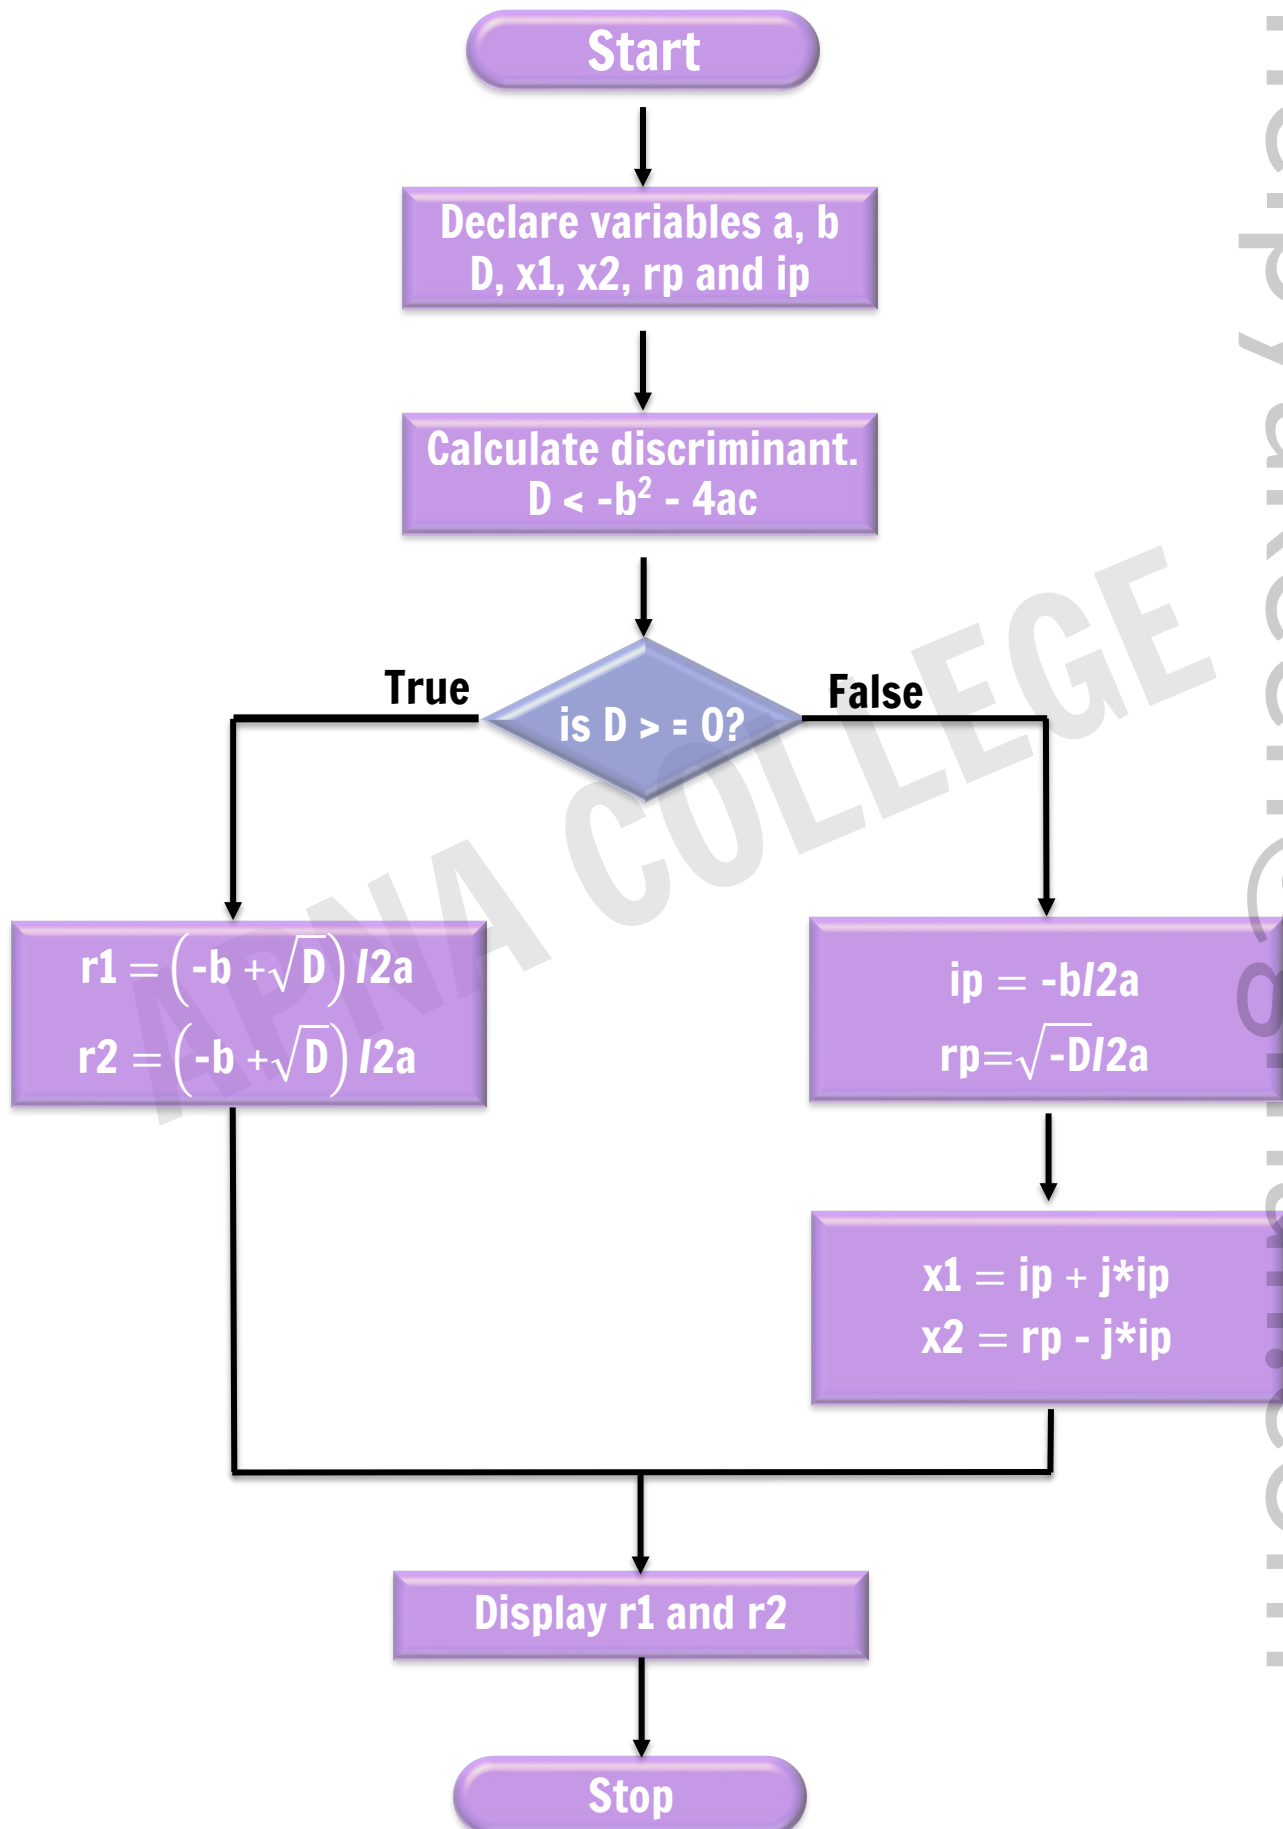 Start
Declare variables a, b
D, x1, x2, rp and ip
Calculate discriminant.
D < -b² - 4ac
True
is D > = 0?
False
r1 = (-b +√D) /2a
r2 = (-b +√D) /2a
ip = -b/2a
rp=√-D/2a
x1 = ip + j*ip
x2 = rp - j*ip
Display r1 and r2
Stop
APNA COLLEGE